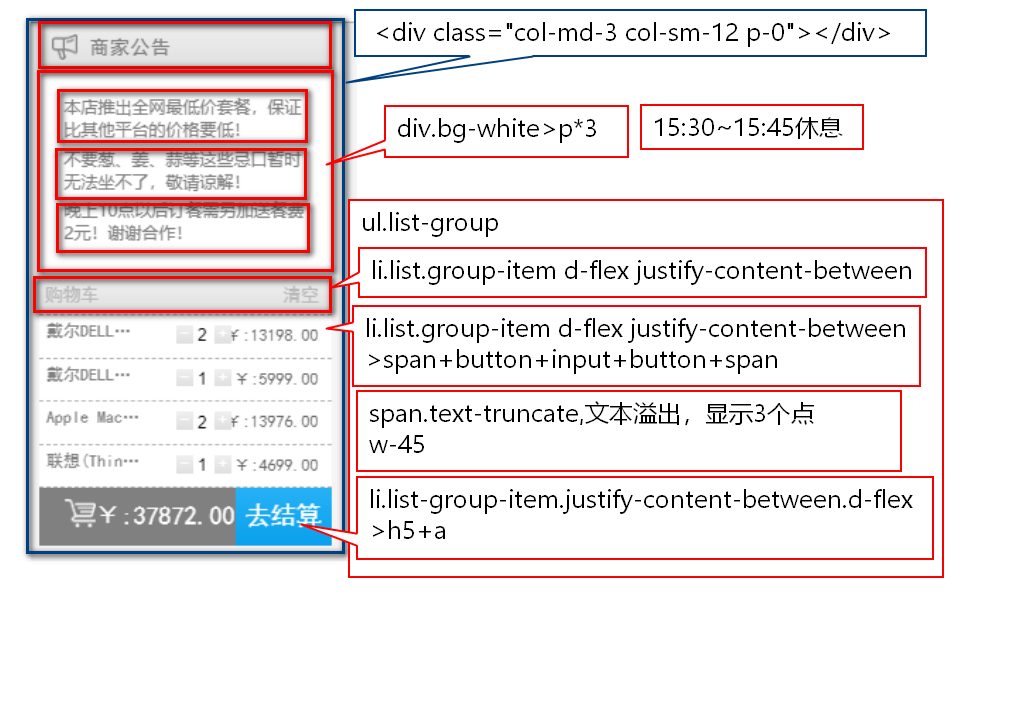 商家公告
<div class="col-md-3 col-sm-12 p-0"></div>
本店推出全网最低价套餐，保证
比其他平台的价格要低!
不要葱、姜、蒜等这些忌口暂时
无法坐不了，敬请谅解!
晚上10点以后订餐需另加送餐费
2元! 谢谢合作!
div.bg-white>p*3
15:30~15:45休息
ul.list-group
li.list.group-item d-flex justify-content-between
购物车 清空
li.list.group-item d-flex justify-content-between
>span+button+input+button+span
戴尔DELL… - 2 + ￥:13198.00
戴尔DELL… - 1 + ￥:5999.00
Apple Mac… - 2 + ￥:13976.00
联想(Thin… - 1 + ￥:4699.00
span.text-truncate,文本溢出，显示3个点
w-45
li.list-group-item.justify-content-between.d-flex
>h5+a
￥:37872.00 去结算